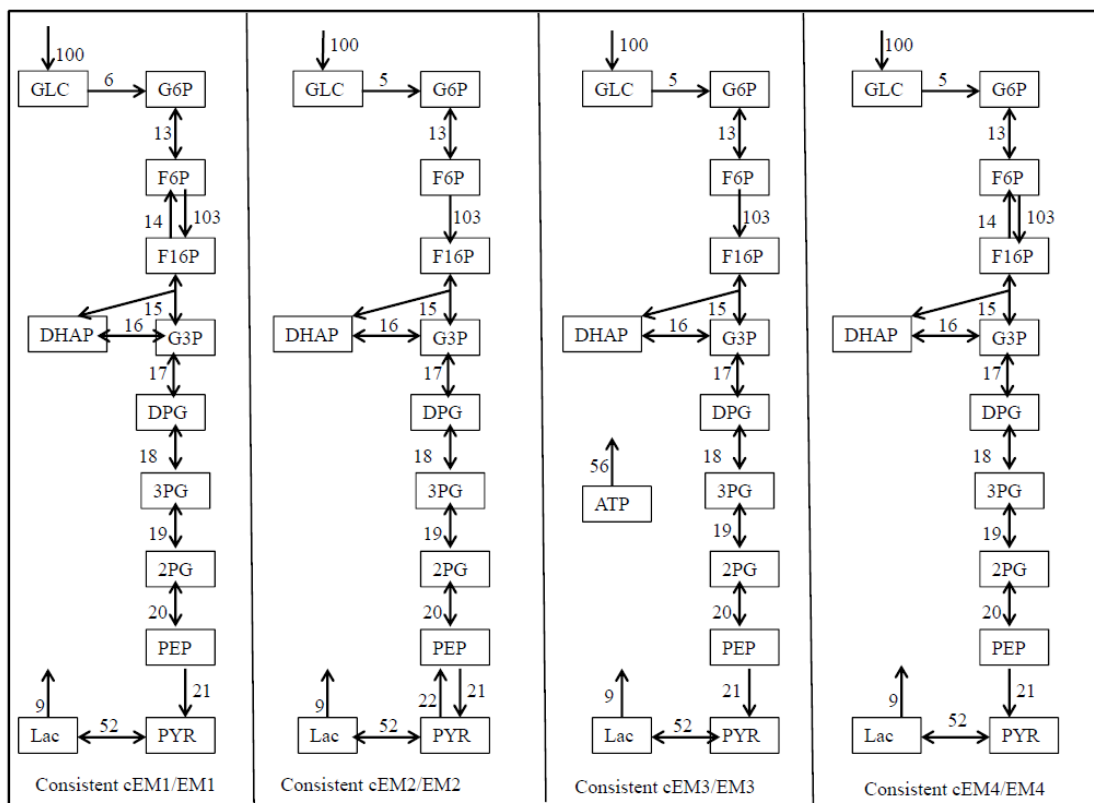 100
GLC
6
G6P
13
F6P
14
103
F16P
15
DHAP
16
G3P
17
DPG
18
3PG
19
2PG
20
PEP
9
21
Lac
52
PYR
Consistent cEM1/EM1
100
GLC
5
G6P
13
F6P
103
F16P
15
DHAP
16
G3P
17
DPG
18
3PG
19
2PG
20
PEP
9
22
21
Lac
52
PYR
Consistent cEM2/EM2
100
GLC
5
G6P
13
F6P
103
F16P
15
DHAP
16
G3P
17
DPG
18
56
ATP
3PG
19
2PG
20
PEP
9
21
Lac
52
PYR
Consistent cEM3/EM3
100
GLC
5
G6P
13
F6P
14
103
F16P
15
DHAP
16
G3P
17
DPG
18
3PG
19
2PG
20
PEP
9
21
Lac
52
PYR
Consistent cEM4/EM4